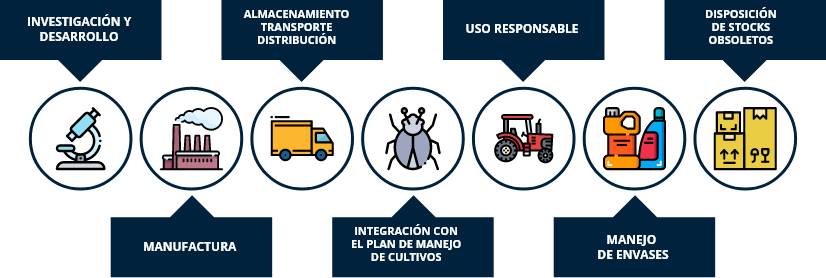 INVESTIGACIÓN Y
DESARROLLO
MANUFACTURA
ALMACENAMIENTO
TRANSPORTE
DISTRIBUCIÓN
INTEGRACIÓN CON
EL PLAN DE MANEJO
DE CULTIVOS
USO RESPONSABLE
MANEJO
DE ENVASES
DISPOSICIÓN
DE STOCKS
OBSOLETOS